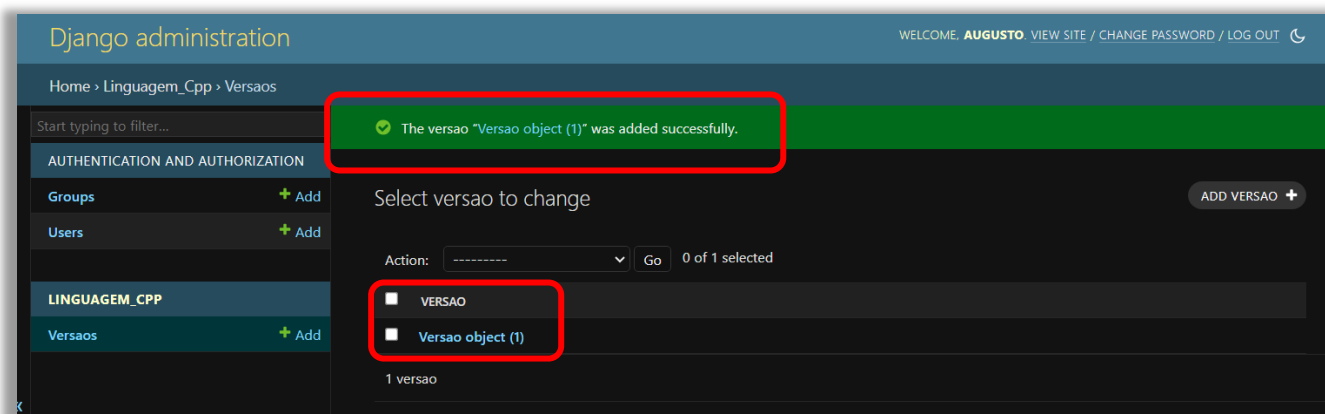 Django administration
WELCOME, AUGUSTO. VIEW SITE / CHANGE PASSWORD / LOG OUT
Home › Linguagem_Cpp › Versaos
Start typing to filter...
AUTHENTICATION AND AUTHORIZATION
Groups + Add
Users + Add
LINGUAGEM_CPP
Versaos + Add
The versao “Versao object (1)” was added successfully.
Select versao to change
ADD VERSAO +
Action: --------- Go 0 of 1 selected
VERSAO
Versao object (1)
1 versao